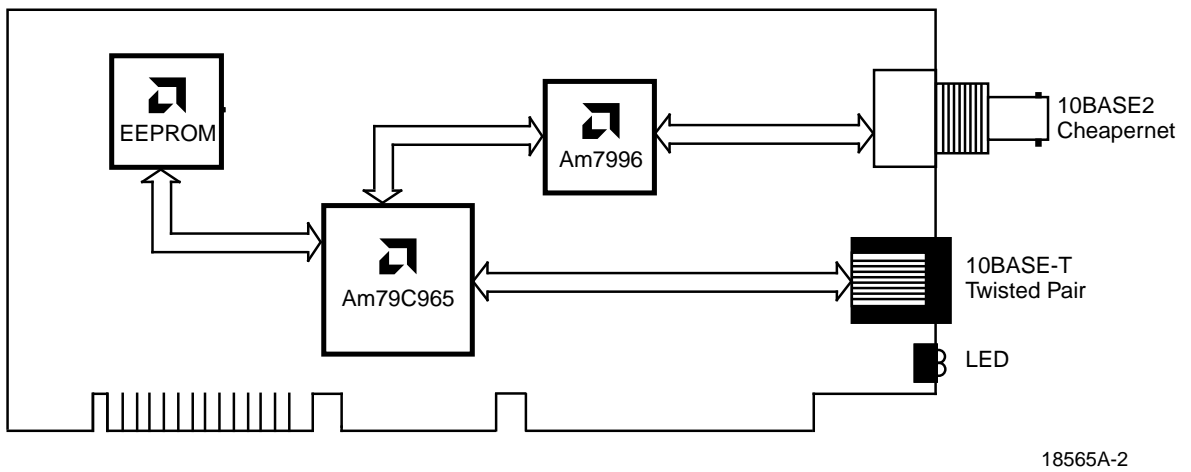 EEPROM
Am7996
10BASE2
Cheapernet
Am79C965
10BASE-T
Twisted Pair
LED
18565A-2